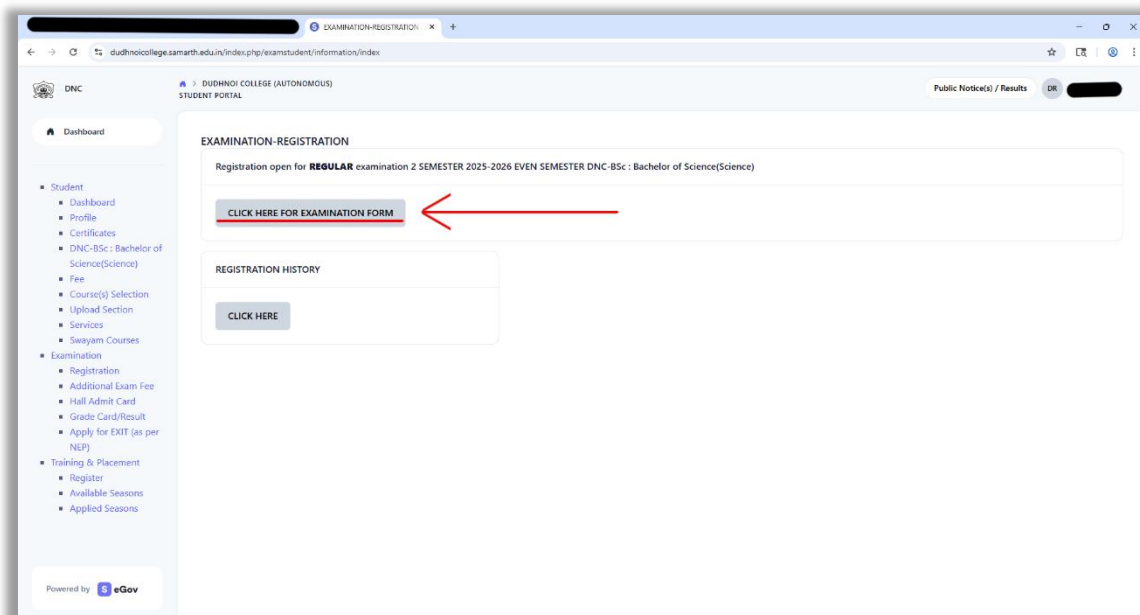 EXAMINATION-REGISTRATION
dudhnoicollege.samarth.edu.in/index.php/examstudent/information/index
DNC
> DUDHNOI COLLEGE (AUTONOMOUS)
STUDENT PORTAL
Public Notice(s) / Results
DR
Dashboard
EXAMINATION-REGISTRATION
Registration open for REGULAR examination 2 SEMESTER 2025-2026 EVEN SEMESTER DNC-BSc : Bachelor of Science(Science)
CLICK HERE FOR EXAMINATION FORM
REGISTRATION HISTORY
CLICK HERE
Student
Dashboard
Profile
Certificates
DNC-BSc : Bachelor of
Science(Science)
Fee
Course(s) Selection
Upload Section
Services
Swayam Courses
Examination
Registration
Additional Exam Fee
Hall Admit Card
Grade Card/Result
Apply for EXIT (as per
NEP)
Training & Placement
Register
Available Seasons
Applied Seasons
Powered by S eGov